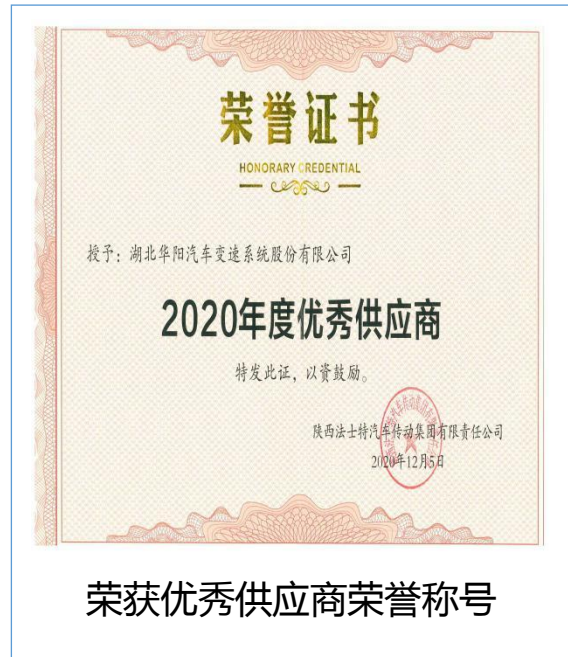 荣誉证书
HONORARY CREDENTIAL
授予：湖北华阳汽车变速系统股份有限公司
2020年度优秀供应商
特发此证，以资鼓励。
陕西法士特汽车传动集团有限责任公司
2020年12月5日
荣获优秀供应商荣誉称号